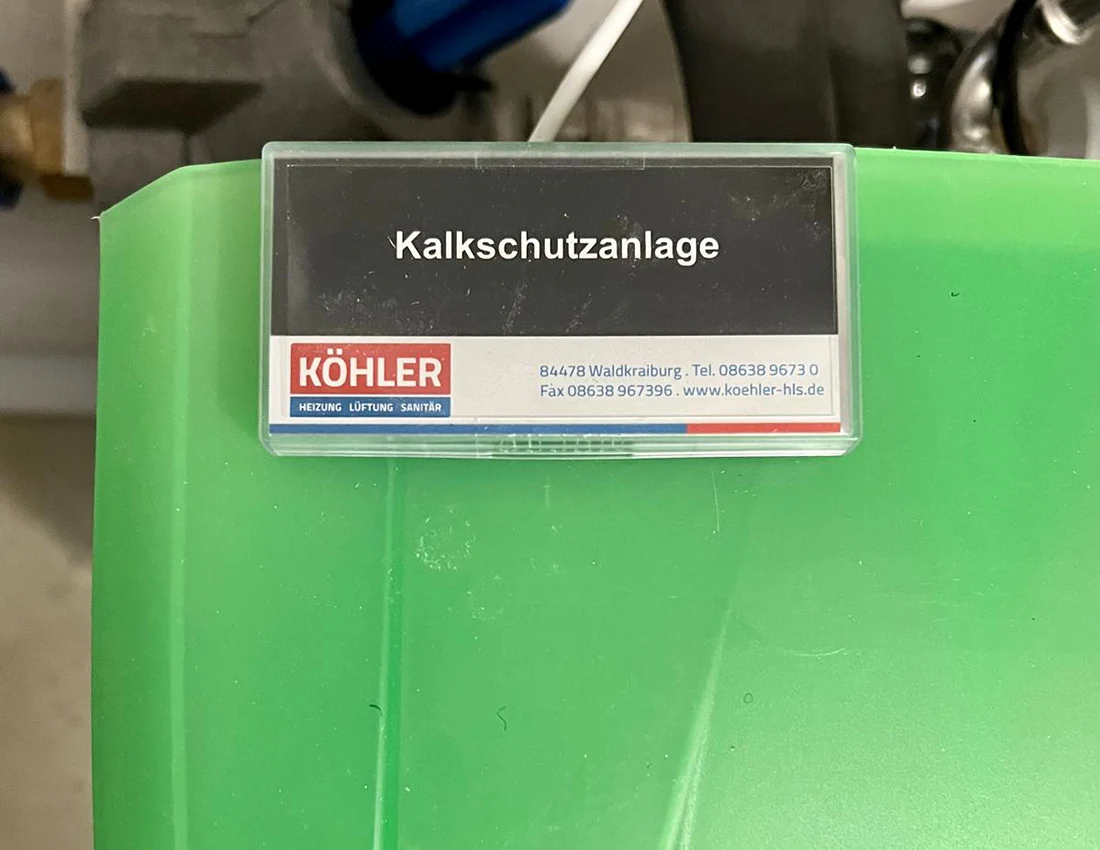 Kalkschutzanlage
KÖHLER
HEIZUNG LÜFTUNG SANITÄR
84478 Waldkraiburg . Tel. 08638 9673 0
Fax 08638 967396 . www.koehler-hls.de